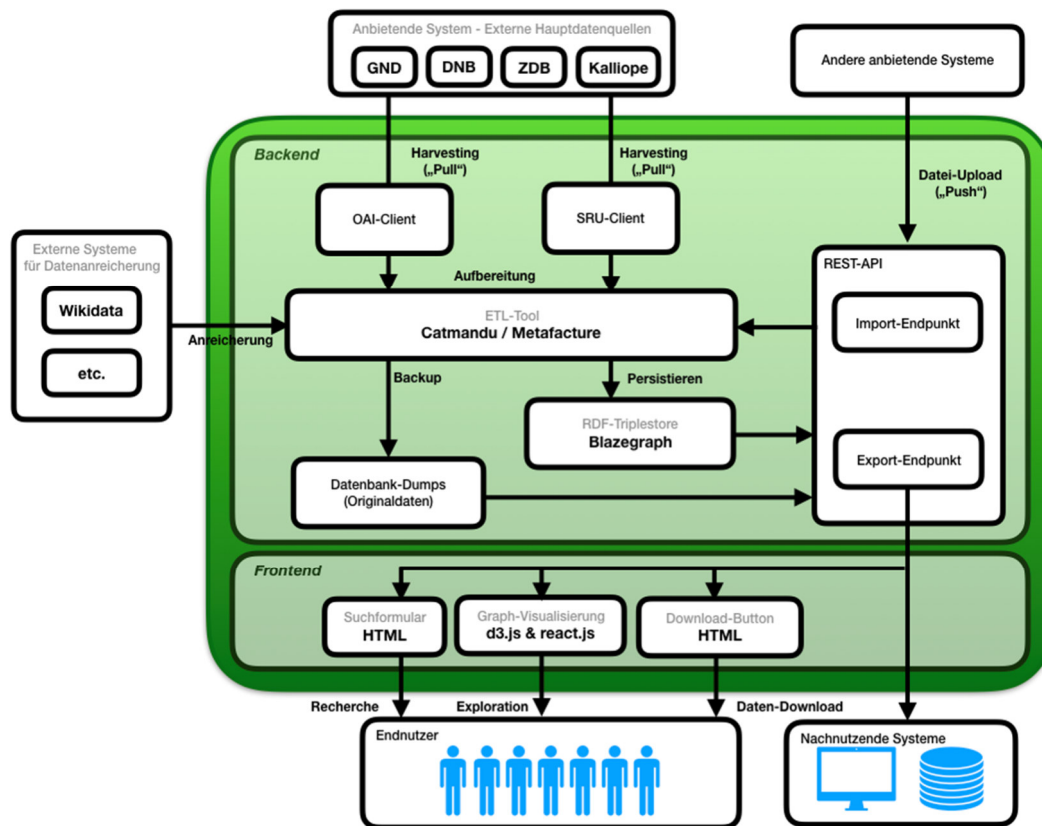 Anbietende System - Externe Hauptdatenquellen
GND
DNB
ZDB
Kalliope
Andere anbietende Systeme
Backend
Harvesting
(„Pull“)
Harvesting
(„Pull“)
Datei-Upload
(„Push“)
OAI-Client
SRU-Client
Externe Systeme
für Datenanreicherung
Wikidata
etc.
Anreicherung
Aufbereitung
ETL-Tool
Catmandu / Metafacture
REST-API
Import-Endpunkt
Backup
Persistieren
RDF-Triplestore
Blazegraph
Export-Endpunkt
Datenbank-Dumps
(Originaldaten)
Frontend
Suchformular
HTML
Graph-Visualisierung
d3.js & react.js
Download-Button
HTML
Recherche
Exploration
Daten-Download
Endnutzer
Nachnutzende Systeme